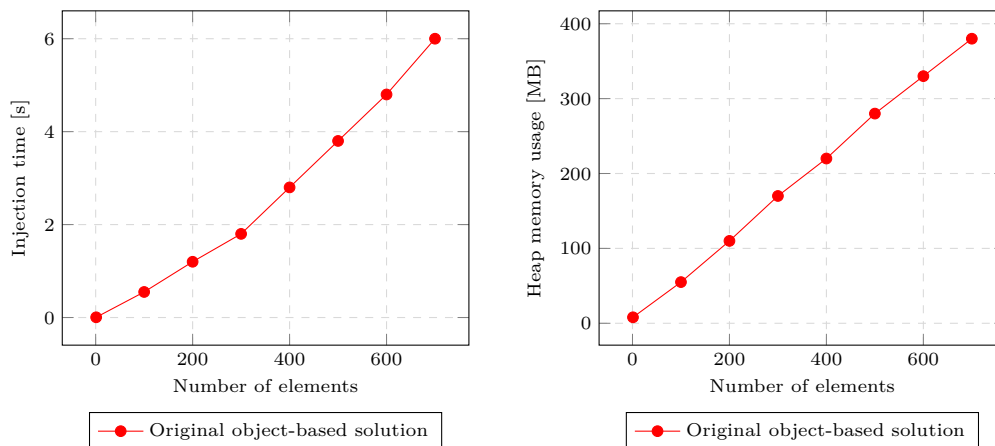 6
4
2
0
0 200 400 600
Injection time [s]
Number of elements
Original object-based solution
400
300
200
100
0
0 200 400 600
Heap memory usage [MB]
Number of elements
Original object-based solution